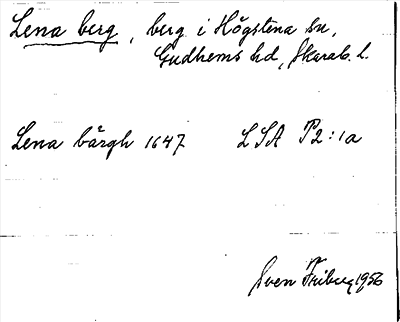 Lena berg, berg i Högstena sn,
Gudhems hd, Skarab. l.
Lena bärgh 1647 LSA P2:1a
Sven Friberg 1956